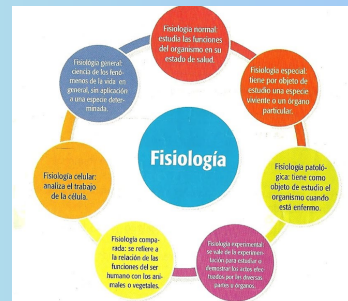 Fisiología normal:
estudia las funciones
del organismo en su
estado de salud.
Fisiología especial:
tiene por objeto de
estudio una especie
viviente o un órgano
particular.
Fisiología patoló-
gica: tiene como
objeto de estudio el
organismo cuando
está enfermo.
Fisiología experimental:
se vale de la experimen-
tación para estudiar o
demostrar los actos efec-
tuados por los diversos
partes y órganos.
Fisiología compa-
rada: se refiere a
la relación de las
funciones del ser
humano con los ani-
males o vegetales.
Fisiología celular:
analiza el trabajo
de la célula.
Fisiología general:
ciencia de los fenó-
menos de la vida en
general, sin aplicación
a una especie deter-
minada.
Fisiología